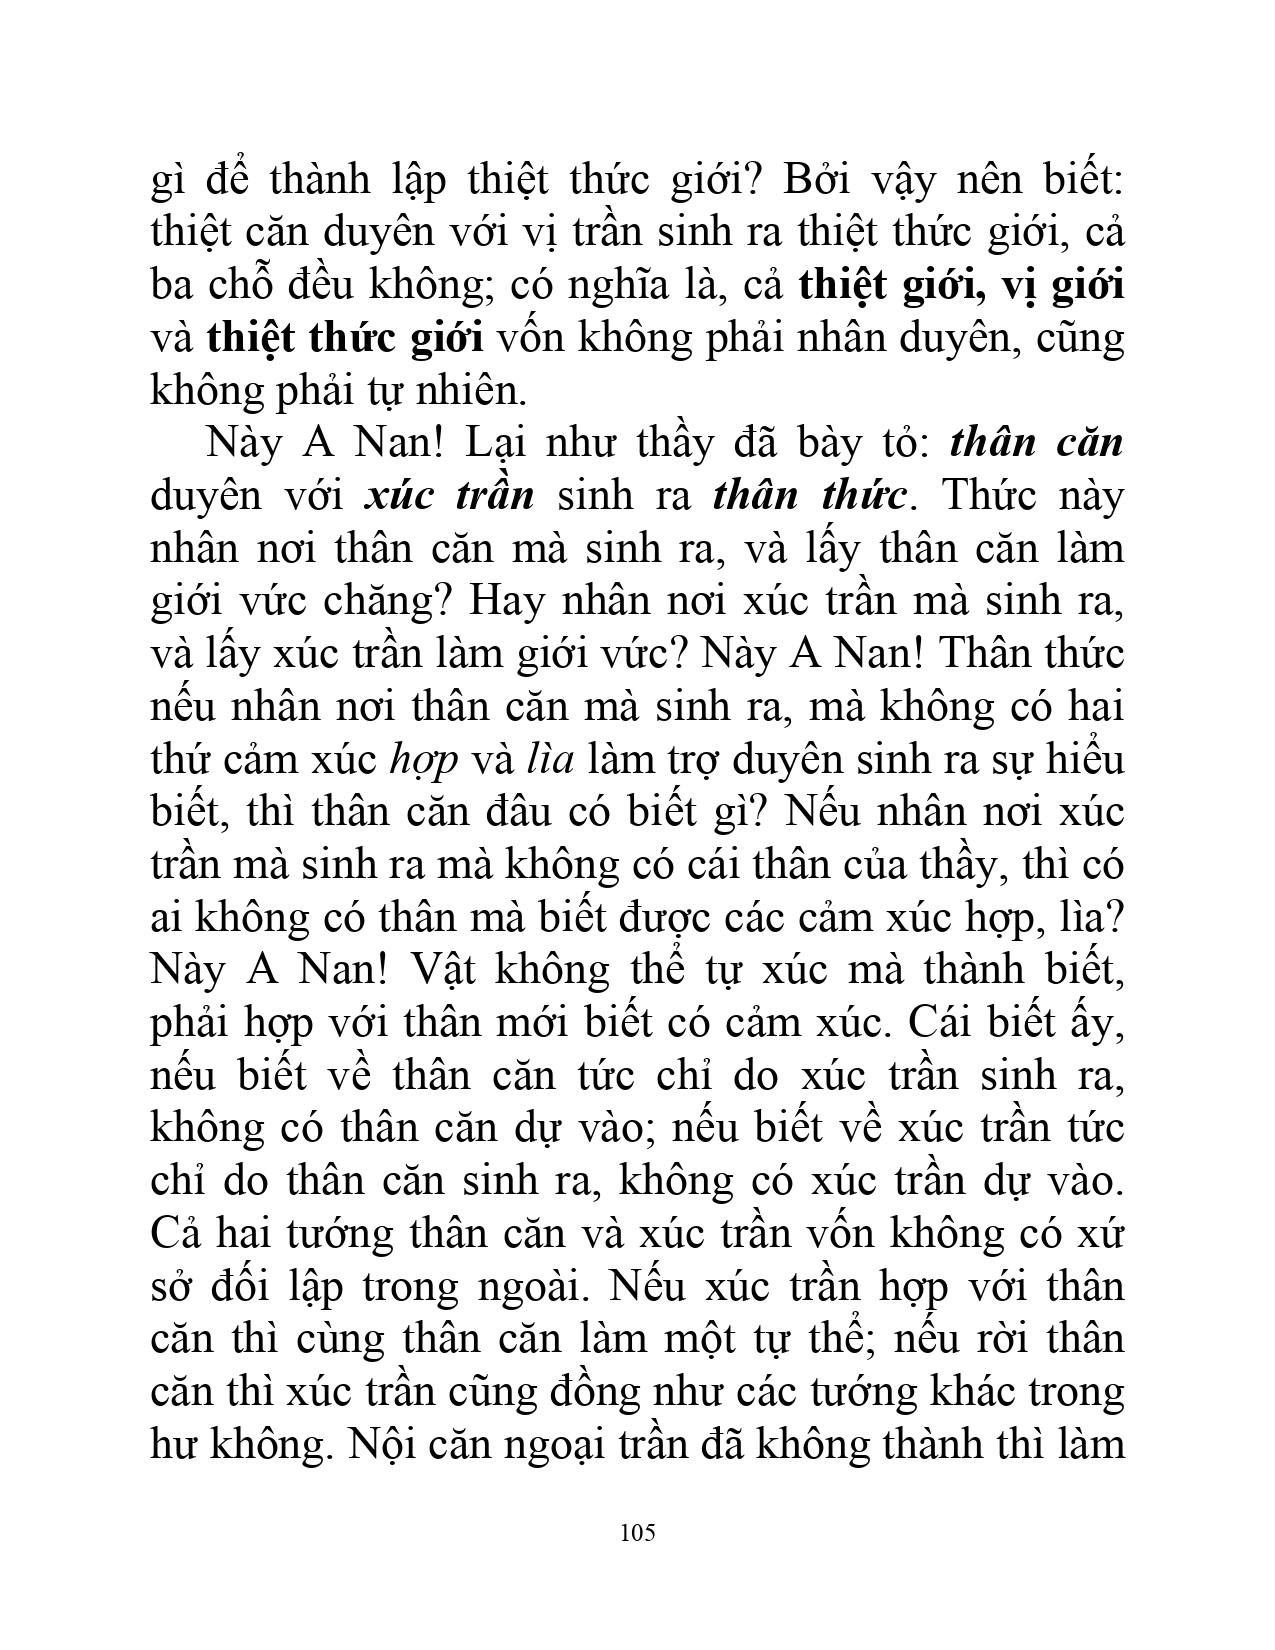 gì để thành lập thiệt thức giới? Bởi vậy nên biết:
thiệt căn duyên với vị trần sinh ra thiệt thức giới, cả
ba chỗ đều không; có nghĩa là, cả thiệt giới, vị giới
và thiệt thức giới vốn không phải nhân duyên, cũng
không phải tự nhiên.
Này A Nan! Lại như thầy đã bày tỏ: thân căn
duyên với xúc trần sinh ra thân thức. Thức này
nhân nơi thân căn mà sinh ra, và lấy thân căn làm
giới vức chăng? Hay nhân nơi xúc trần mà sinh ra,
và lấy xúc trần làm giới vức? Này A Nan! Thân thức
nếu nhân nơi thân căn mà sinh ra, mà không có hai
thứ cảm xúc hợp và lìa làm trợ duyên sinh ra sự hiểu
biết, thì thân căn đâu có biết gì? Nếu nhân nơi xúc
trần mà sinh ra mà không có cái thân của thầy, thì có
ai không có thân mà biết được các cảm xúc hợp, lìa?
Này A Nan! Vật không thể tự xúc mà thành biết,
phải hợp với thân mới biết có cảm xúc. Cái biết ấy,
nếu biết về thân căn tức chỉ do xúc trần sinh ra,
không có thân căn dự vào; nếu biết về xúc trần tức
chỉ do thân căn sinh ra, không có xúc trần dự vào.
Cả hai tướng thân căn và xúc trần vốn không có xứ
sở đối lập trong ngoài. Nếu xúc trần hợp với thân
căn thì cùng thân căn làm một tự thể; nếu rời thân
căn thì xúc trần cũng đồng như các tướng khác trong
hư không. Nội căn ngoại trần đã không thành thì làm
105